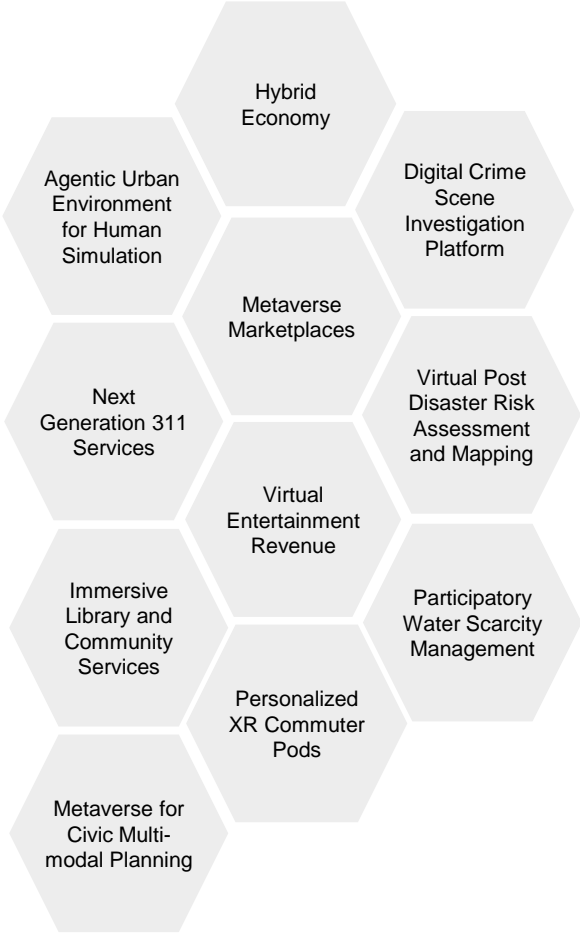 Hybrid
Economy
Agentic Urban
Environment
for Human
Simulation
Digital Crime
Scene
Investigation
Platform
Metaverse
Marketplaces
Next
Generation 311
Services
Virtual Post
Disaster Risk
Assessment
and Mapping
Virtual
Entertainment
Revenue
Immersive
Library and
Community
Services
Participatory
Water Scarcity
Management
Personalized
XR Commuter
Pods
Metaverse for
Civic Multi-
modal Planning